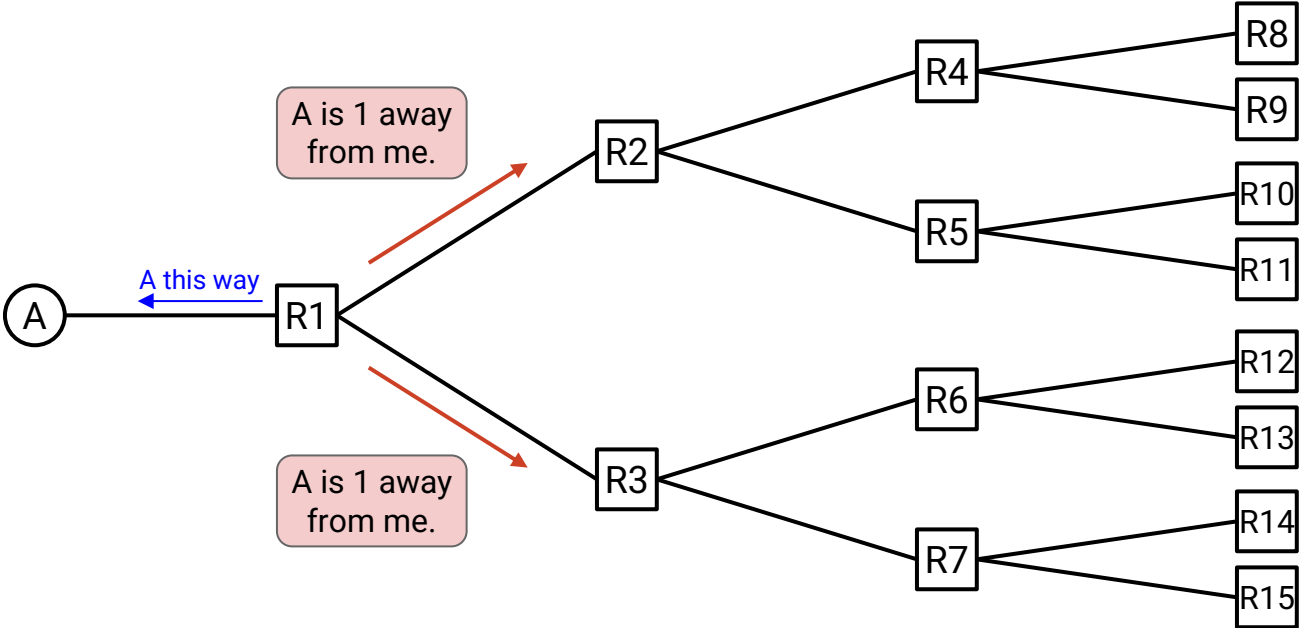 R8
R4
A is 1 away
from me.
R9
R2
R10
R5
R11
A this way
A
R1
R12
R6
R13
A is 1 away
from me.
R3
R14
R7
R15